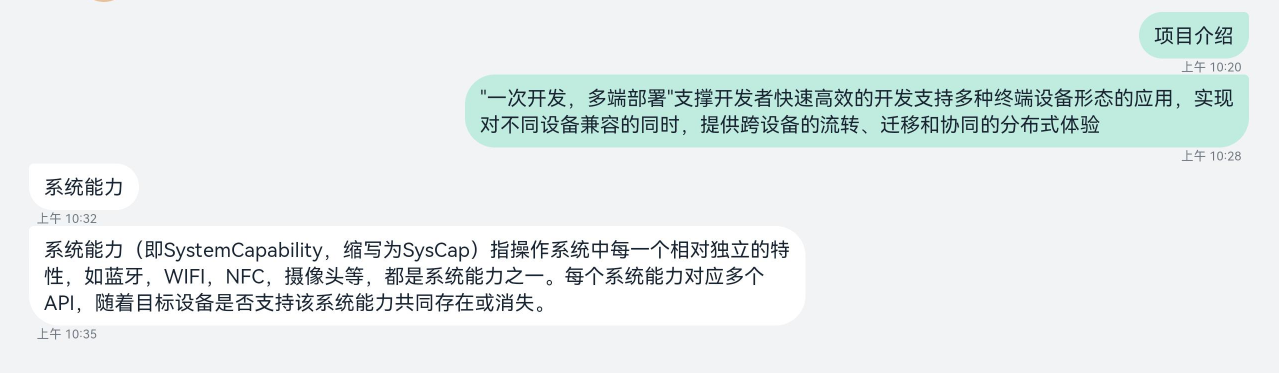 项目介绍
上午 10:20
"一次开发，多端部署"支撑开发者快速高效的开发支持多种终端设备形态的应用，实现
对不同设备兼容的同时，提供跨设备的流转、迁移和协同的分布式体验
上午 10:28
系统能力
上午 10:32
系统能力（即SystemCapability，缩写为SysCap）指操作系统中每一个相对独立的特
性，如蓝牙，WIFI，NFC，摄像头等，都是系统能力之一。每个系统能力对应多个
API，随着目标设备是否支持该系统能力共同存在或消失。
上午 10:35